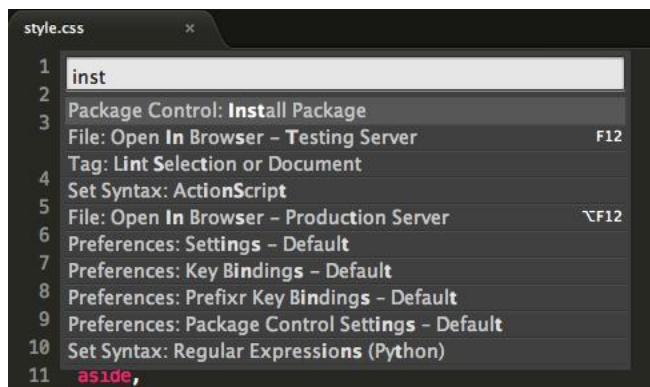 style.css ×
1
inst
2
Package Control: Install Package
3
File: Open In Browser – Testing Server F12
Tag: Lint Selection or Document
4
Set Syntax: ActionScript
5
File: Open In Browser – Production Server ⌥F12
6
Preferences: Settings – Default
7
Preferences: Key Bindings – Default
8
Preferences: Prefixr Key Bindings – Default
9
Preferences: Package Control Settings – Default
10
Set Syntax: Regular Expressions (Python)
11 aside,